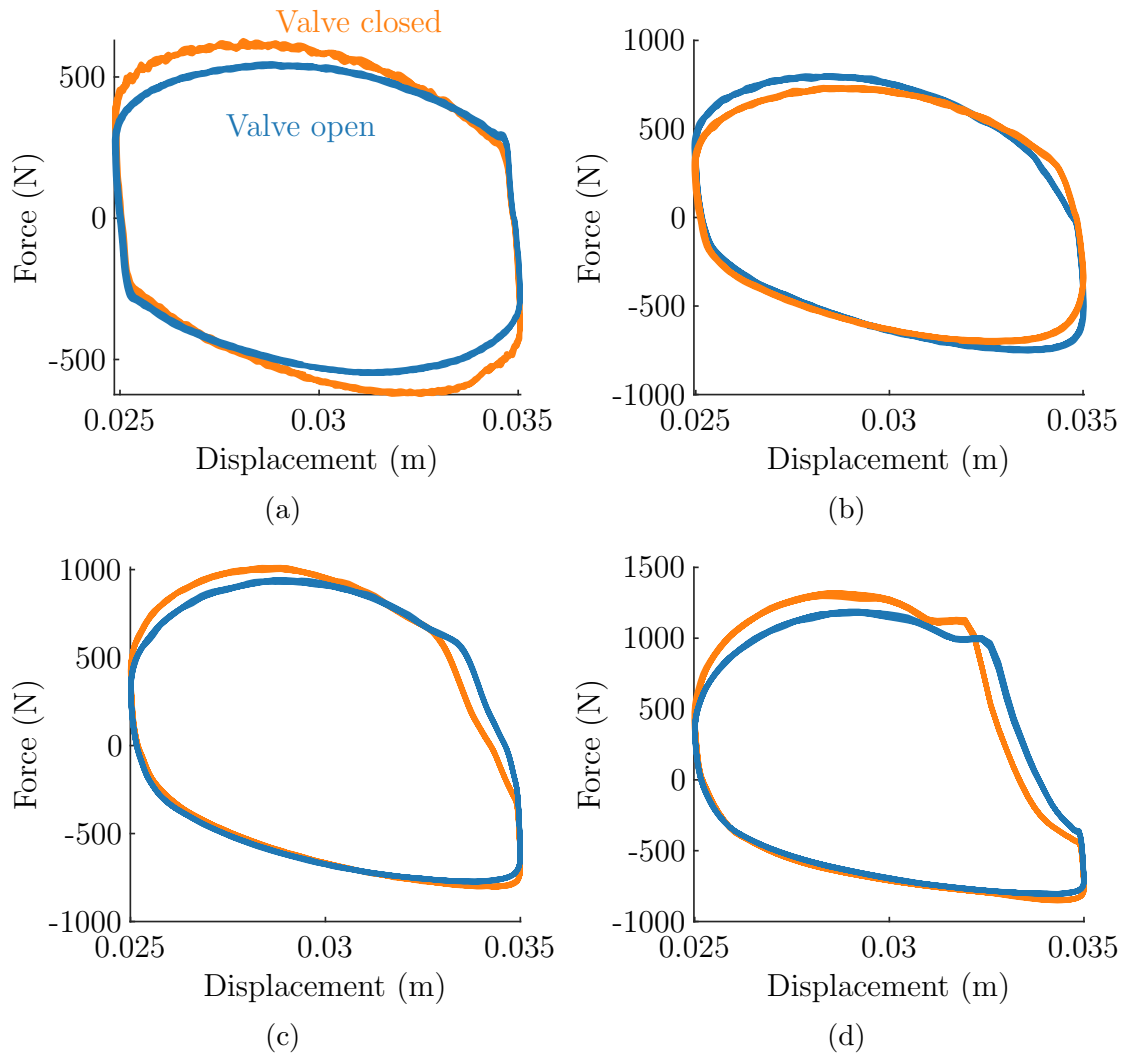 Valve closed
500
Valve open
0
-500
Force (N)
0.025
0.03
0.035
Displacement (m)
(a)
1000
500
0
-500
-1000
Force (N)
0.025
0.03
0.035
Displacement (m)
(b)
1000
500
0
-500
-1000
Force (N)
0.025
0.03
0.035
Displacement (m)
(c)
1500
1000
500
0
-500
-1000
Force (N)
0.025
0.03
0.035
Displacement (m)
(d)